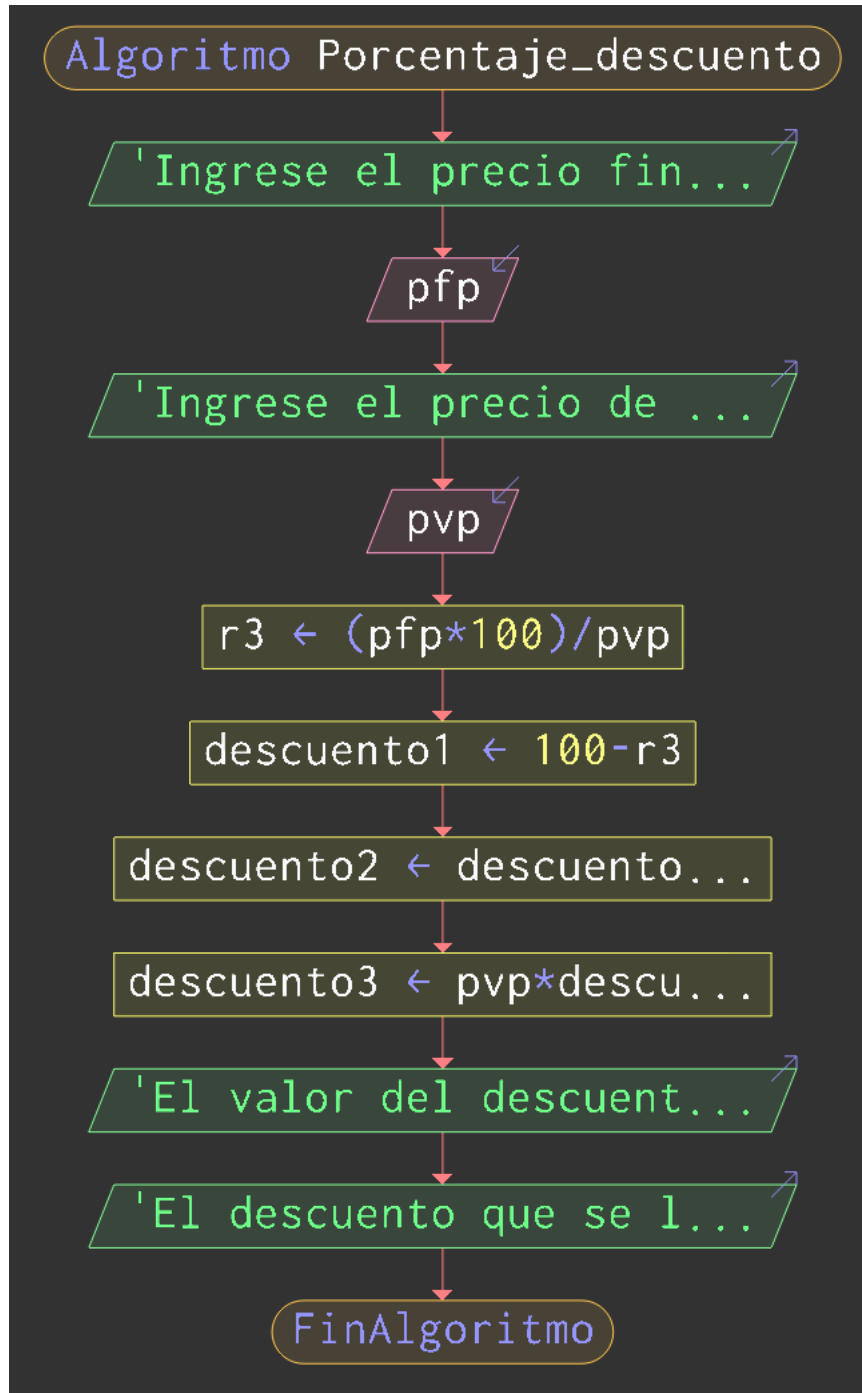 Algoritmo Porcentaje_descuento
'Ingrese el precio fin...
pfp
'Ingrese el precio de ...
pvp
r3 ← (pfp*100)/pvp
descuento1 ← 100-r3
descuento2 ← descuento...
descuento3 ← pvp*descu...
'El valor del descuent...
'El descuento que se l...
FinAlgoritmo